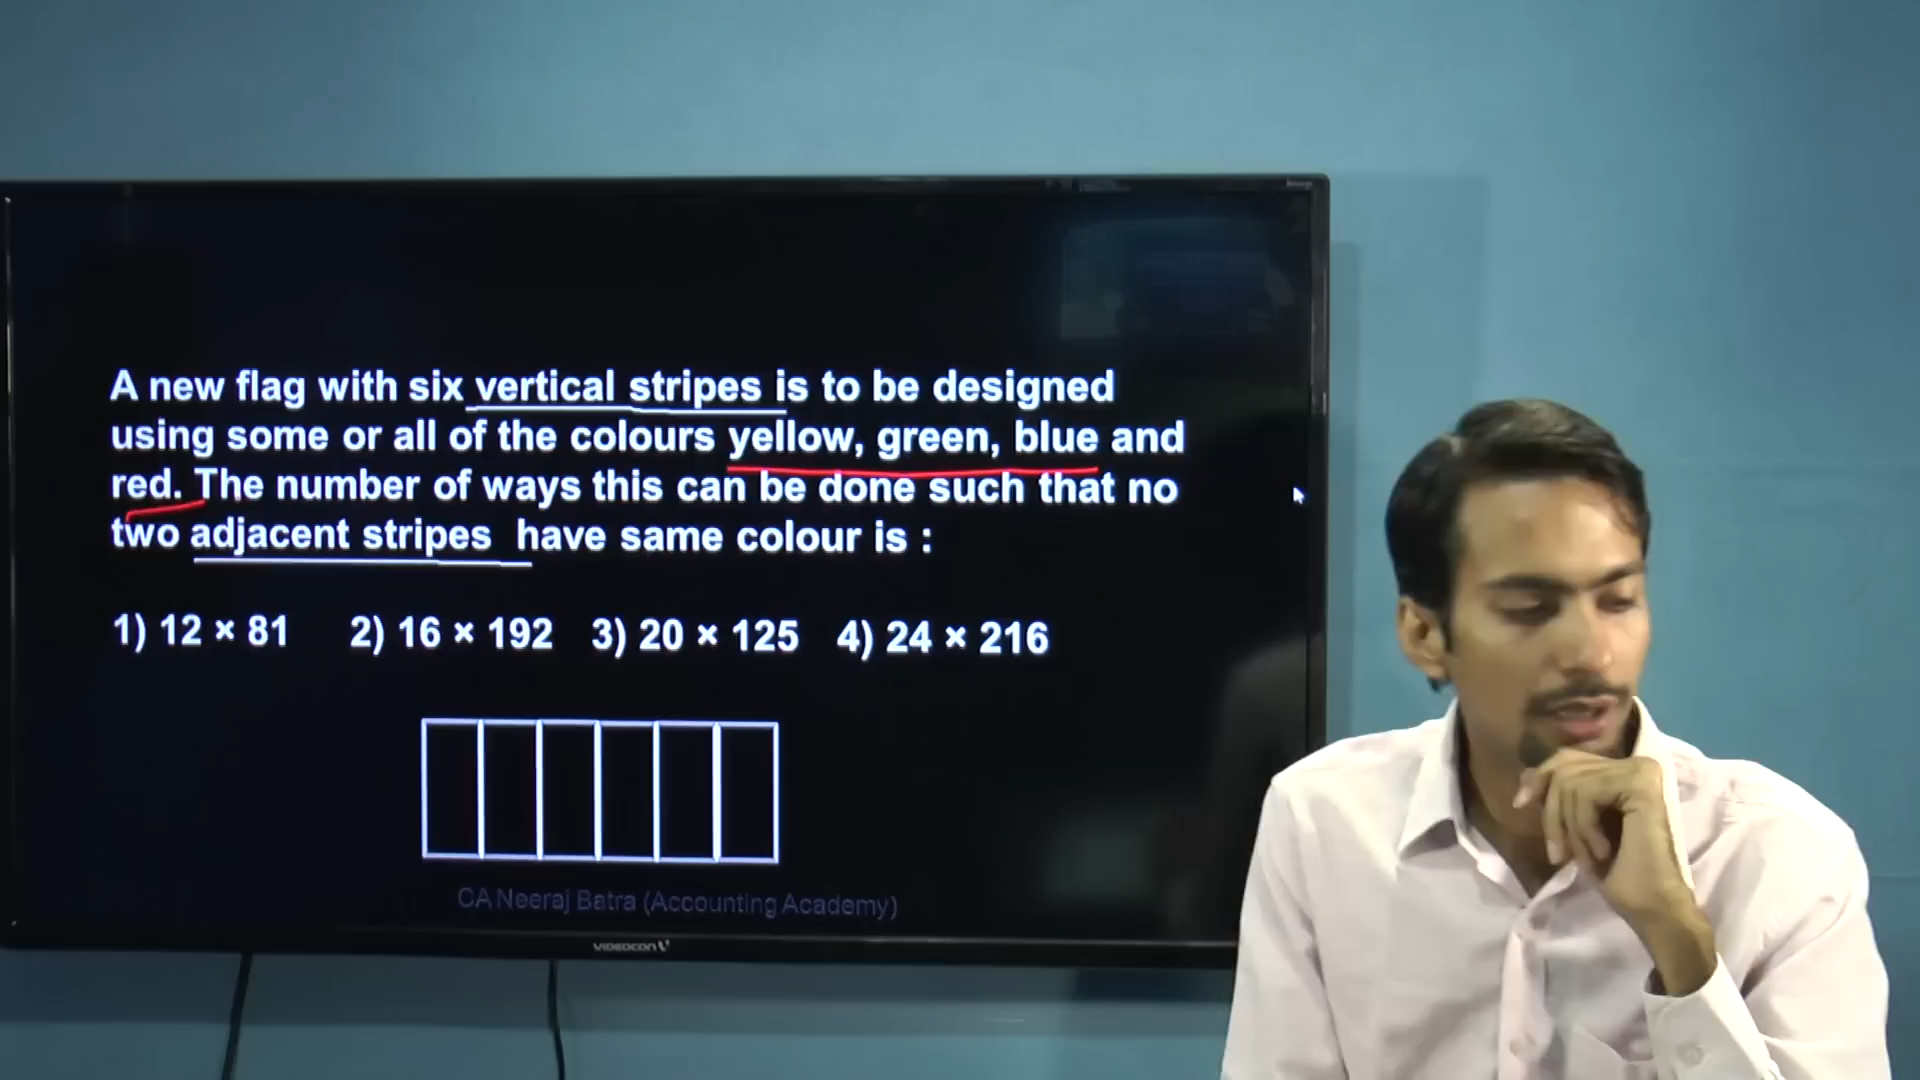 A new flag with six vertical stripes is to be designed
using some or all of the colours yellow, green, blue and
red. The number of ways this can be done such that no
two adjacent stripes have same colour is :
1) 12 × 81 2) 16 × 192 3) 20 × 125 4) 24 × 216
CA Neeraj Batra (Accounting Academy)
VIDEOCON